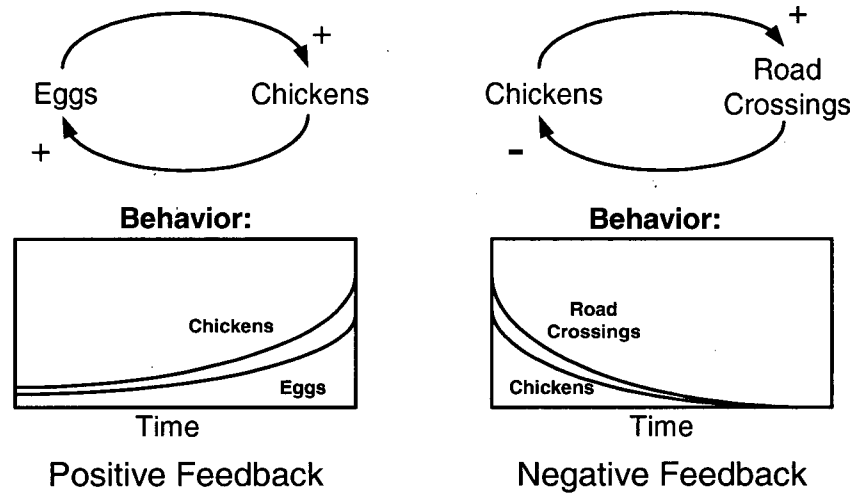 +
Eggs
Chickens
+
Behavior:
Chickens
Eggs
Time
Positive Feedback
+
Chickens
Road
Crossings
-
Behavior:
Road
Crossings
Chickens
Time
Negative Feedback